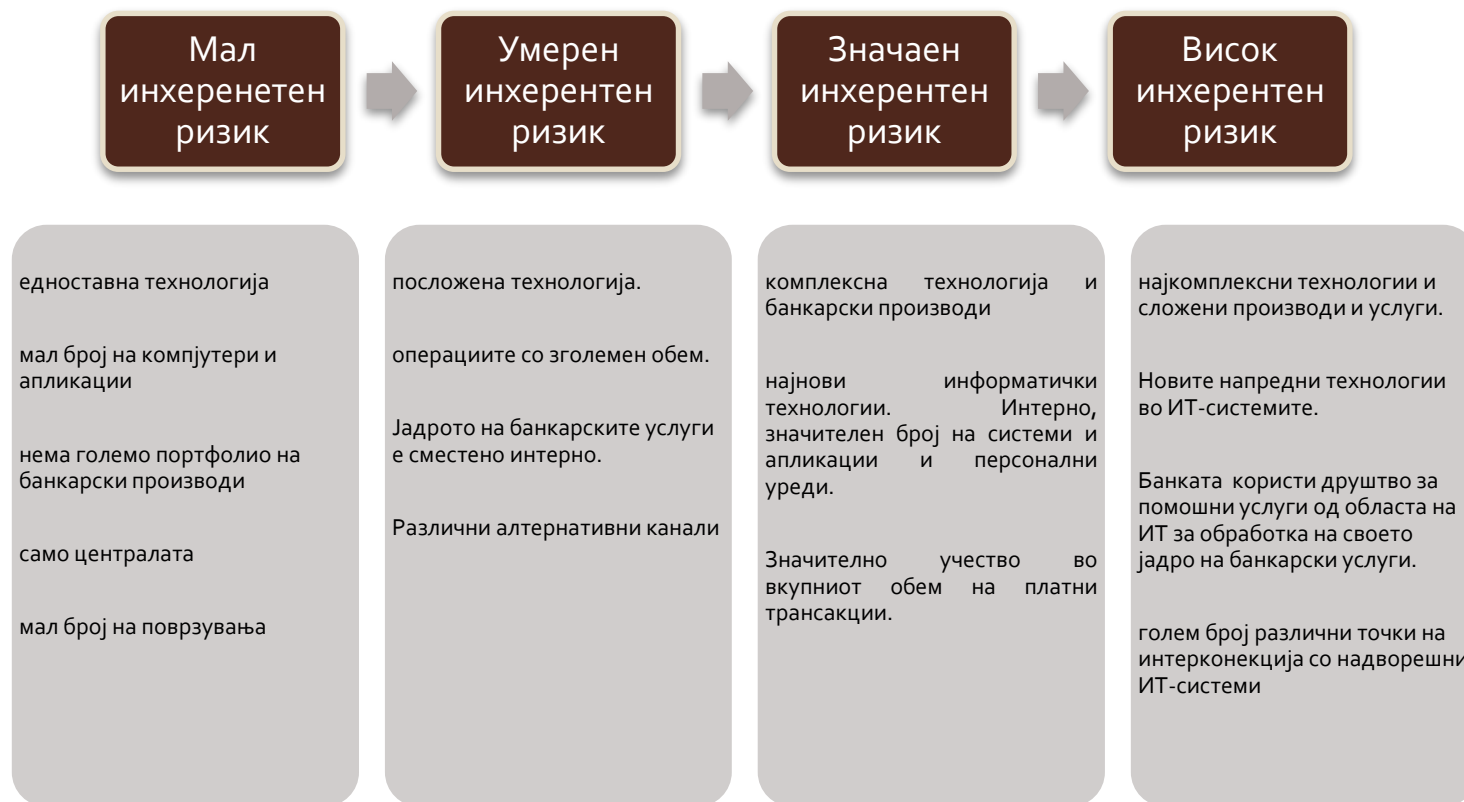 Мал
инхеренетен
ризик
Умерен
инхерентен
ризик
Значаен
инхерентен
ризик
Висок
инхерентен
ризик
едноставна технологија
мал број на компјутери и
апликации
нема големо портфолио на
банкарски производи
само централата
мал број на поврзувања
посложена технологија.
операциите со зголемен обем.
Јадрото на банкарските услуги
е сместено интерно.
Различни алтернативни канали
комплексна технологија и
банкарски производи
најнови информатички
технологии. Интерно,
значителен број на системи и
апликации и персонални
уреди.
Значително учество во
вкупниот обем на платни
трансакции.
најкомплексни технологии и
сложени производи и услуги.
Новите напредни технологии
во ИТ-системите.
Банката користи друштво за
помошни услуги од областа на
ИТ за обработка на своето
јадро на банкарски услуги.
голем број различни точки на
интерконекција со надворешни
ИТ-системи